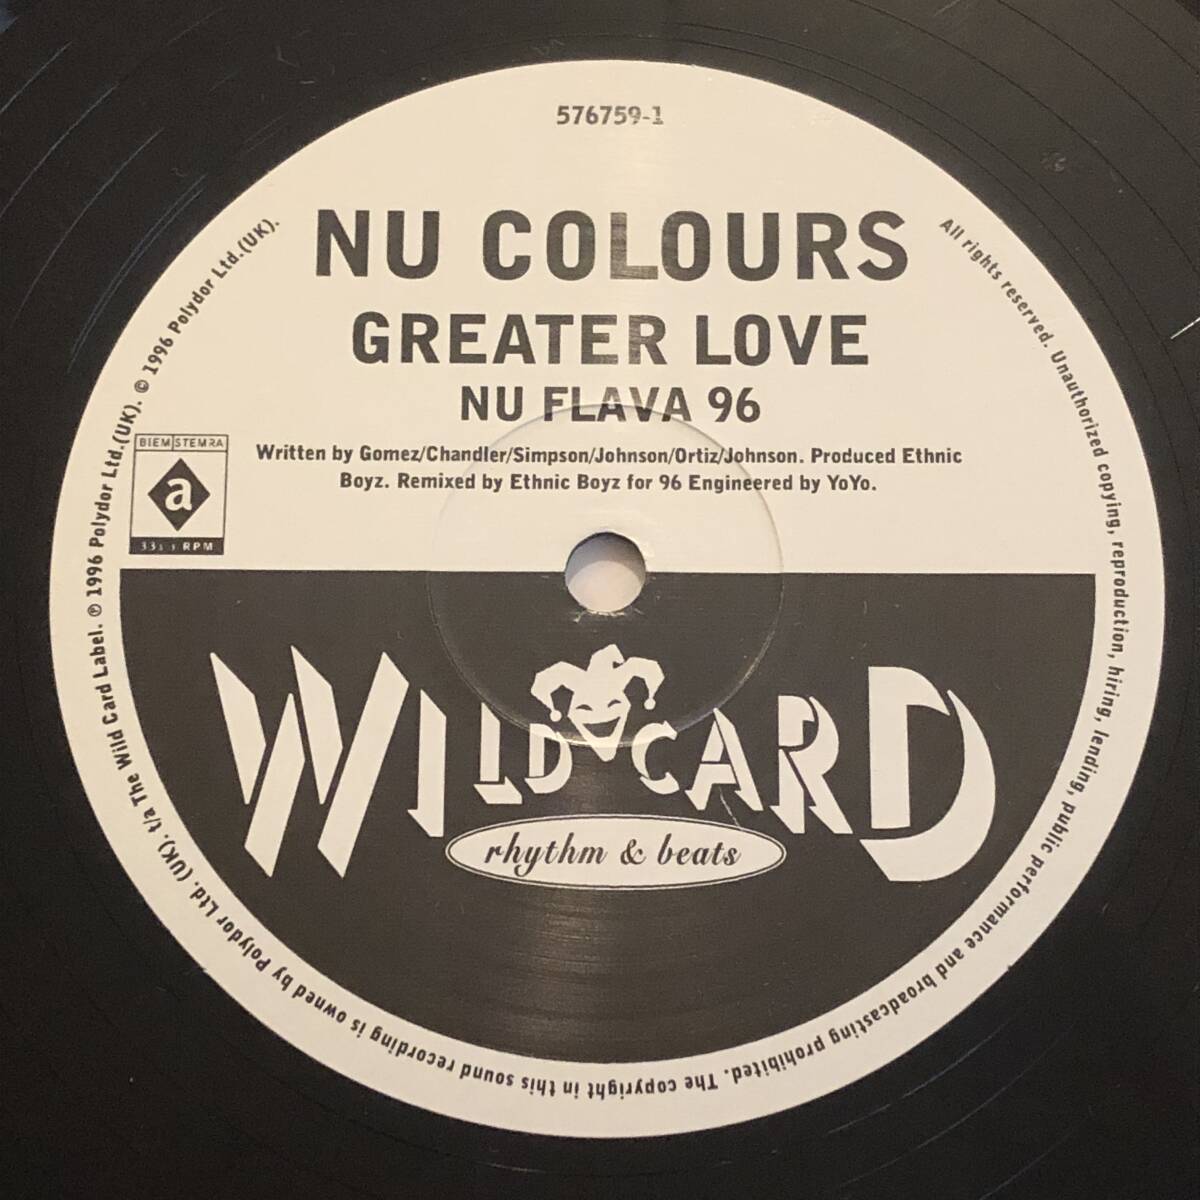 576759-1
NU COLOURS
GREATER LOVE
NU FLAVA 96
Written by Gomez/Chandler/Simpson/Johnson/Ortiz/Johnson. Produced Ethnic
Boyz. Remixed by Ethnic Boyz for 96 Engineered by YoYo.
BIEM STEMRA
a
RPM
WILD CARD
rhythm & beats
All rights reserved. Unauthorized copying, reproduction, hiring, lending, public performance and broadcasting prohibited. The copyright in this sound recording is owned by Polydor Ltd. (UK). t/a The Wild Card Label. ℗ 1996 Polydor Ltd.(UK). © 1996 Polydor Ltd.(UK).